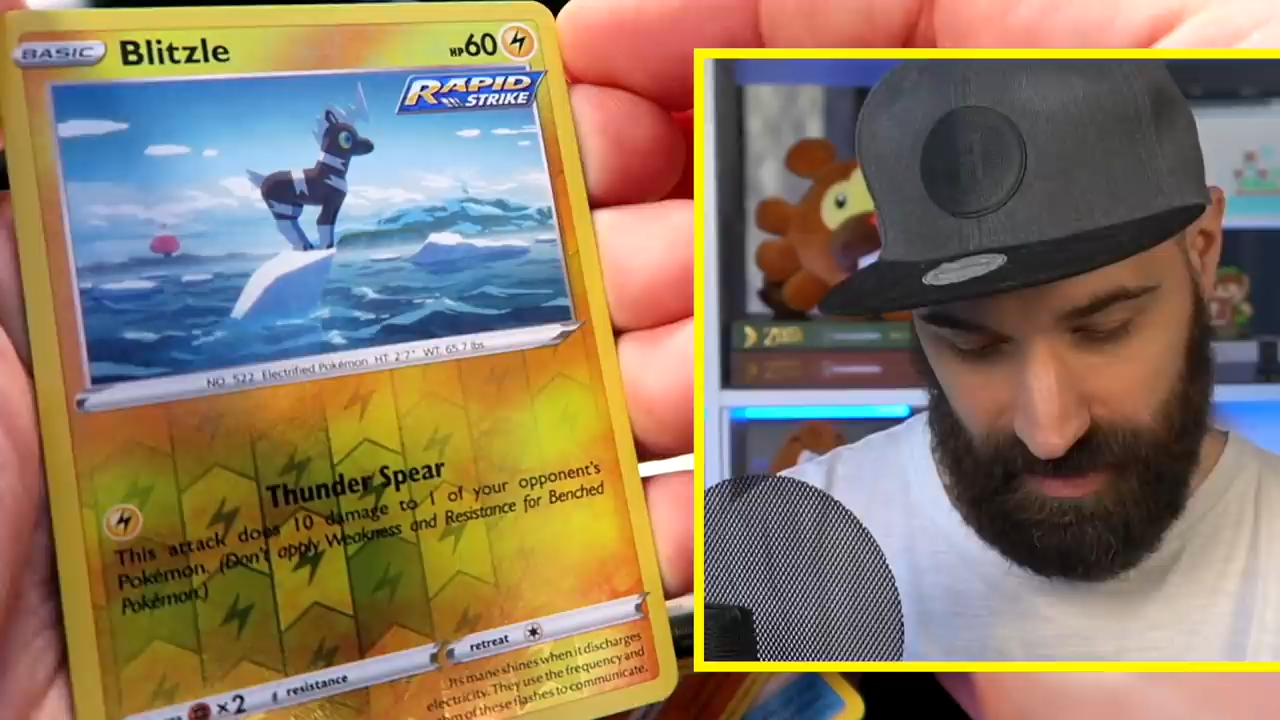 BASIC Blitzle HP60
RAPID
STRIKE
NO. 522 Electrified Pokémon HT. 2'7" WT. 65.7 lbs
Thunder Spear
This attack does 10 damage to 1 of your opponent's
Pokémon. (Don't apply Weakness and Resistance for Benched
Pokémon.)
×2 resistance retreat
Its mane shines when it discharges
electricity. They use the frequency and
of these flashes to communicate.